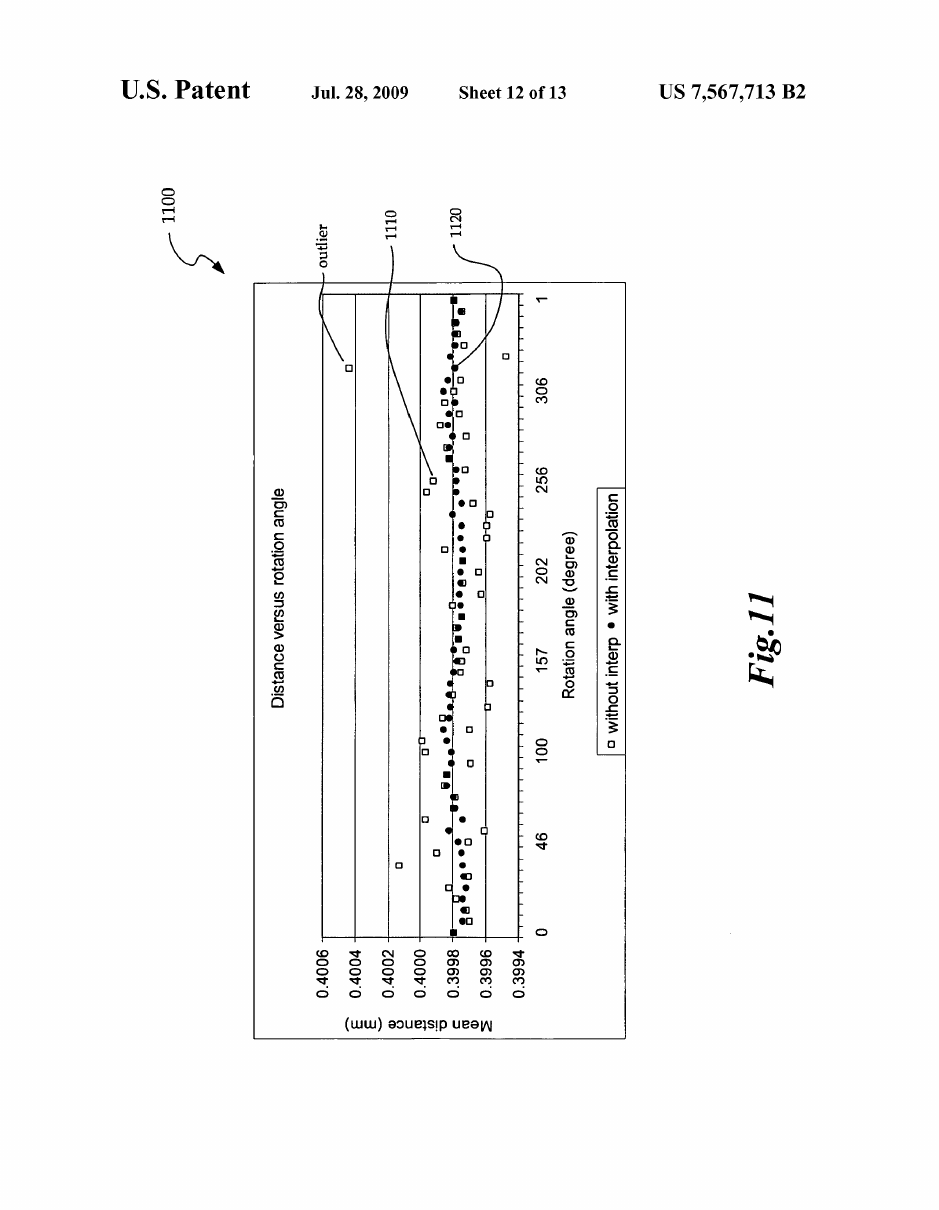 U.S. Patent Jul. 28, 2009 Sheet 12 of 13 US 7,567,713 B2
1100
Distance versus rotation angle
outlier
1110
1120
Mean distance (mm)
0.4006
0.4004
0.4002
0.4000
0.3998
0.3996
0.3994
0 46 100 157 202 256 306 1
Rotation angle (degree)
without interp with interpolation
Fig.11